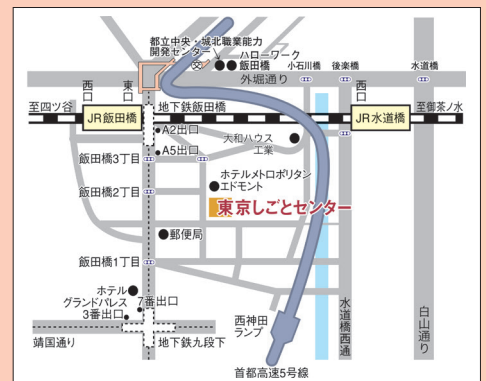 都立中央・城北職業能力
開発センター
ハローワーク
飯田橋
小石川橋
後楽橋
水道橋
外堀通り
西口
東口
西口
至四ツ谷
JR飯田橋
地下鉄飯田橋
JR水道橋
至御茶ノ水
A2出口
大和ハウス
工業
飯田橋3丁目
A5出口
ホテルメトロポリタン
エドモント
飯田橋2丁目
東京しごとセンター
郵便局
飯田橋1丁目
ホテル
グランドパレス
7番出口
3番出口
西神田
ランプ
水道橋西通
白山通り
靖国通り
地下鉄九段下
首都高速5号線